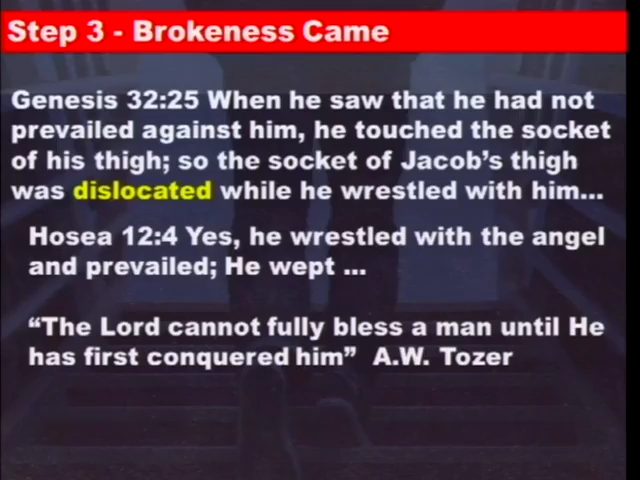 Step 3 - Brokeness Came
Genesis 32:25 When he saw that he had not
prevailed against him, he touched the socket
of his thigh; so the socket of Jacob's thigh
was dislocated while he wrestled with him...
Hosea 12:4 Yes, he wrestled with the angel
and prevailed; He wept ...
“The Lord cannot fully bless a man until He
has first conquered him” A.W. Tozer